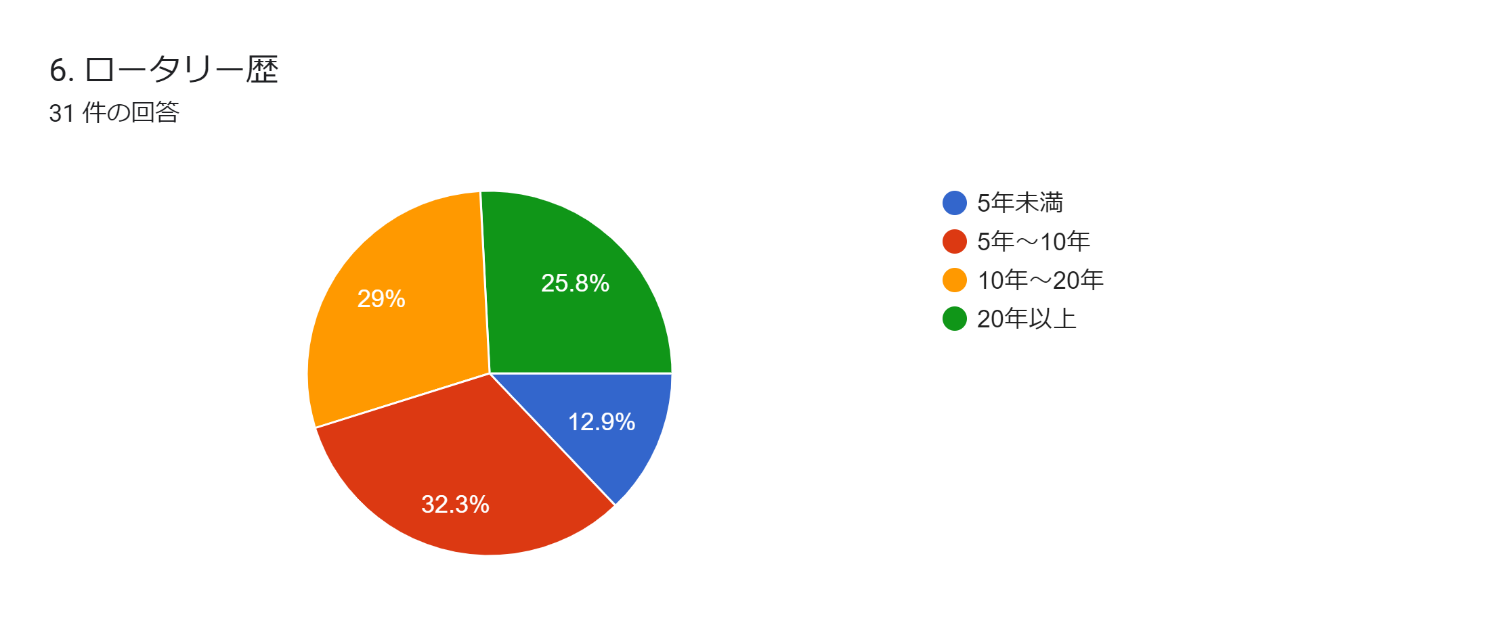 6. ロータリー歴
31 件の回答
25.8%
29%
12.9%
32.3%
5年未満
5年～10年
10年～20年
20年以上